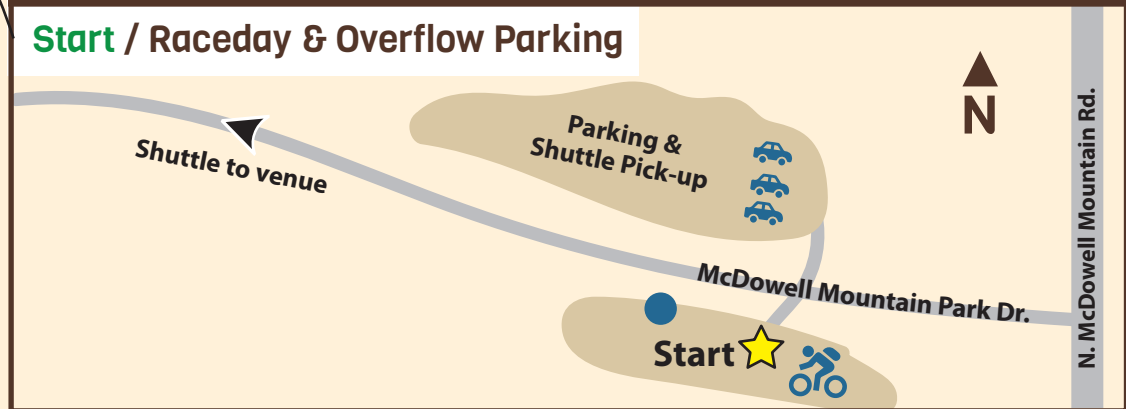 Start / Raceday & Overflow Parking
N
N. McDowell Mountain Rd.
Parking &
Shuttle Pick-up
Shuttle to venue
McDowell Mountain Park Dr.
Start